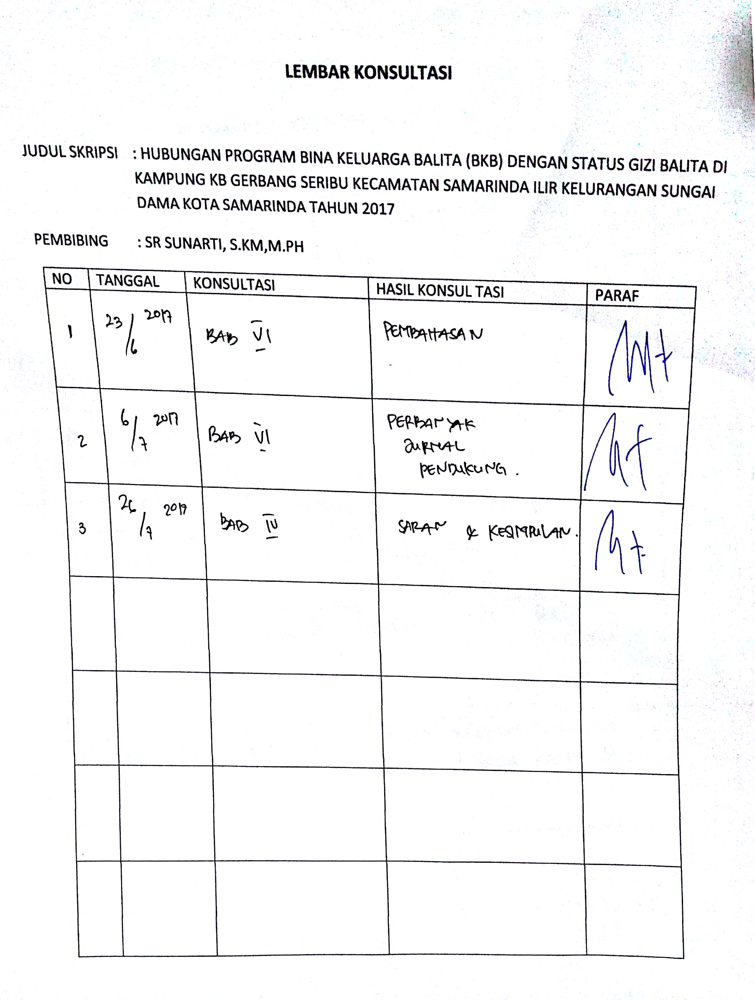 LEMBAR KONSULTASI
JUDUL SKRIPSI : HUBUNGAN PROGRAM BINA KELUARGA BALITA (BKB) DENGAN STATUS GIZI BALITA DI
KAMPUNG KB GERBANG SERIBU KECAMATAN SAMARINDA ILIR KELURANGAN SUNGAI
DAMA KOTA SAMARINDA TAHUN 2017
PEMBIBING : SR SUNARTI, S.KM,M.PH
NO TANGGAL KONSULTASI HASIL KONSULTASI PARAF
1 23/6 2017 BAB VI PEMBAHASAN
2 6/7 2017 BAB VI PERBANYAK
JURNAL
PENDUKUNG.
3 26/7 2017 BAB IV SARAN & KESIMPULAN.